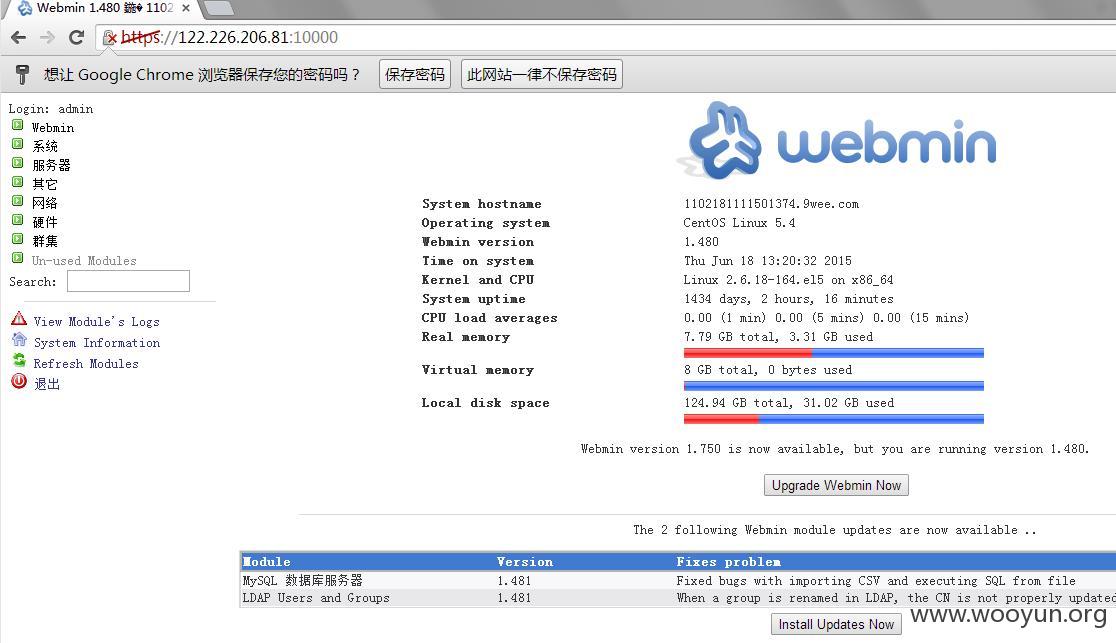 Webmin 1.480 1102
https://122.226.206.81:10000
想让 Google Chrome 浏览器保存您的密码吗？ 保存密码 此网站一律不保存密码
Login: admin
Webmin
系统
服务器
其它
网络
硬件
群集
Un-used Modules
Search:
View Module's Logs
System Information
Refresh Modules
退出
webmin
System hostname 1102181111501374.9wee.com
Operating system CentOS Linux 5.4
Webmin version 1.480
Time on system Thu Jun 18 13:20:32 2015
Kernel and CPU Linux 2.6.18-164.el5 on x86_64
System uptime 1434 days, 2 hours, 16 minutes
CPU load averages 0.00 (1 min) 0.00 (5 mins) 0.00 (15 mins)
Real memory 7.79 GB total, 3.31 GB used
Virtual memory 8 GB total, 0 bytes used
Local disk space 124.94 GB total, 31.02 GB used
Webmin version 1.750 is now available, but you are running version 1.480.
Upgrade Webmin Now
The 2 following Webmin module updates are now available ..
Module Version Fixes problem
MySQL 数据库服务器 1.481 Fixed bugs with importing CSV and executing SQL from file
LDAP Users and Groups 1.481 When a group is renamed in LDAP, the CN is not properly updated
Install Updates Now
www.wooyun.org